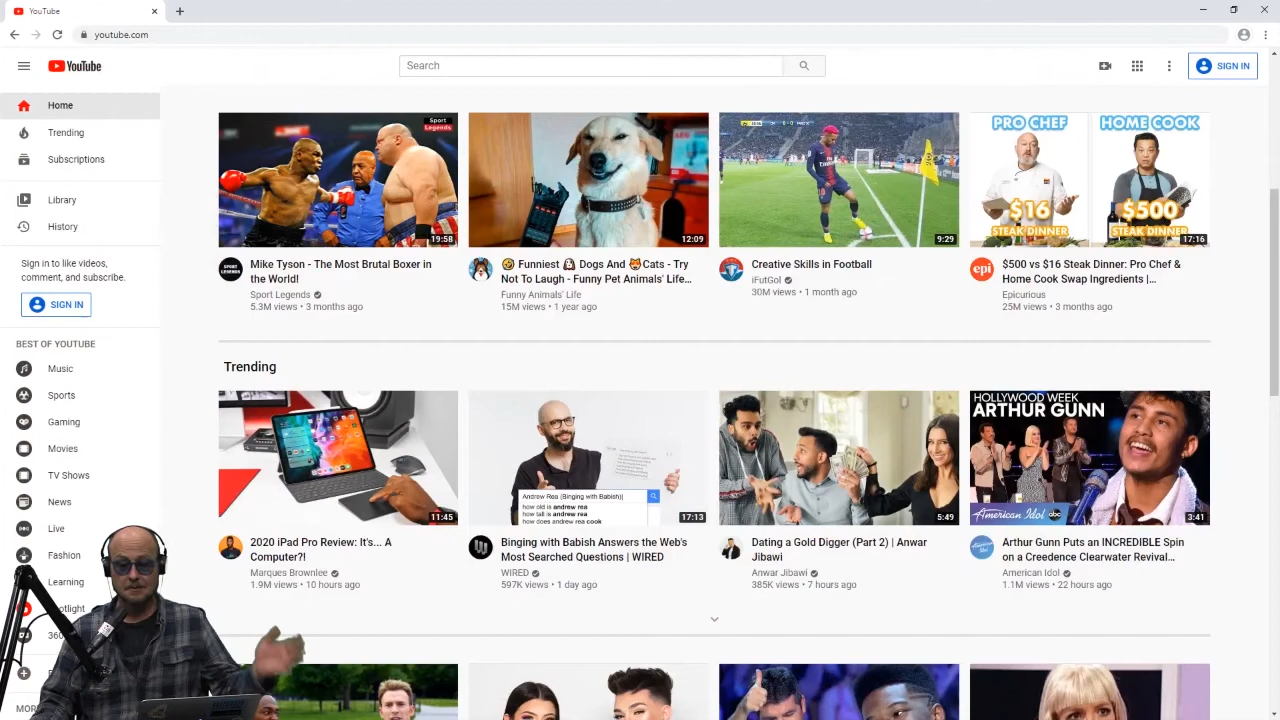 YouTube
youtube.com
YouTube
Search
SIGN IN
Home
Trending
Subscriptions
Library
History
Sign in to like videos,
comment, and subscribe.
SIGN IN
BEST OF YOUTUBE
Music
Sports
Gaming
Movies
TV Shows
News
Live
Fashion
Learning
MOR
Sport
Legends
19:58
SPORT
LEGENDS
Mike Tyson - The Most Brutal Boxer in
the World!
Sport Legends
5.3M views • 3 months ago
12:09
Funniest Dogs And Cats - Try
Not To Laugh - Funny Pet Animals' Life...
Funny Animals' Life
15M views • 1 year ago
9:29
Creative Skills in Football
iFutGol
30M views • 1 month ago
PRO CHEF
HOME COOK
$16
$500
STEAK DINNER
STEAK DINNER
17:16
epi
$500 vs $16 Steak Dinner: Pro Chef &
Home Cook Swap Ingredients |...
Epicurious
25M views • 3 months ago
Trending
11:45
2020 iPad Pro Review: It's... A
Computer?!
Marques Brownlee
1.9M views • 10 hours ago
Andrew Rea (Binging with Babish)|
how old is andrew rea
how tall is andrew rea
how does andrew rea cook
17:13
Binging with Babish Answers the Web's
Most Searched Questions | WIRED
WIRED
597K views • 1 day ago
5:49
Dating a Gold Digger (Part 2) | Anwar
Jibawi
Anwar Jibawi
385K views • 7 hours ago
HOLLYWOOD WEEK
ARTHUR GUNN
American Idol abc
3:41
Arthur Gunn Puts an INCREDIBLE Spin
on a Creedence Clearwater Revival...
American Idol
1.1M views • 22 hours ago